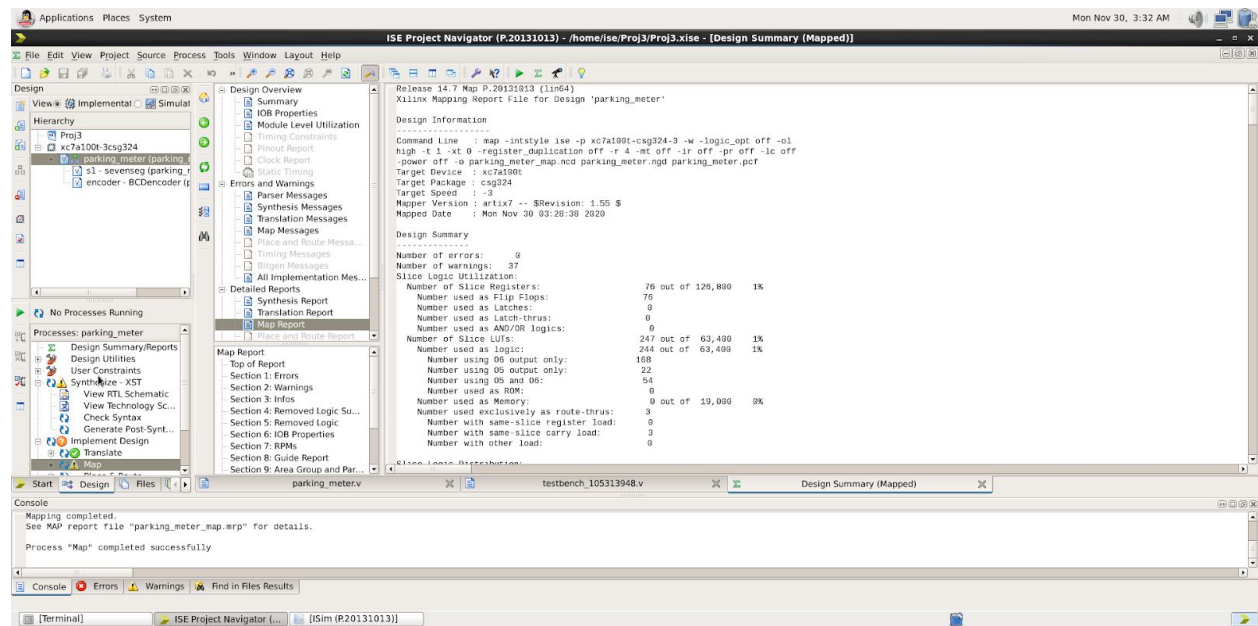 Applications Places System
Mon Nov 30, 3:32 AM
ISE Project Navigator (P.20131013) - /home/ise/Proj3/Proj3.xise - [Design Summary (Mapped)]
File Edit View Project Source Process Tools Window Layout Help
Design
View Implementat Simulat
Hierarchy
Proj3
xc7a100t-3csg324
parking_meter (parking_
s1 - sevenseg (parking_r
encoder - BCDencoder (p
No Processes Running
Processes: parking_meter
Design Summary/Reports
Design Utilities
User Constraints
Synthesize - XST
View RTL Schematic
View Technology Sc...
Check Syntax
Generate Post-Synt...
Implement Design
Translate
Map
Start Design Files
Design Overview
Summary
IOB Properties
Module Level Utilization
Timing Constraints
Pinout Report
Clock Report
Static Timing
Errors and Warnings
Parser Messages
Synthesis Messages
Translation Messages
Map Messages
Place and Route Messa...
Timing Messages
Bitgen Messages
All Implementation Mes...
Detailed Reports
Synthesis Report
Translation Report
Map Report
Place and Route Report
Map Report
Top of Report
Section 1: Errors
Section 2: Warnings
Section 3: Infos
Section 4: Removed Logic Su...
Section 5: Removed Logic
Section 6: IOB Properties
Section 7: RPMs
Section 8: Guide Report
Section 9: Area Group and Par...
Release 14.7 Map P.20131013 (lin64)
Xilinx Mapping Report File for Design 'parking_meter'
Design Information
------------------
Command Line : map -intstyle ise -p xc7a100t-csg324-3 -w -logic_opt off -ol
high -t 1 -xt 0 -register_duplication off -r 4 -mt off -ir off -pr off -lc off
-power off -o parking_meter_map.ncd parking_meter.ngd parking_meter.pcf
Target Device : xc7a100t
Target Package : csg324
Target Speed : -3
Mapper Version : artix7 -- $Revision: 1.55 $
Mapped Date : Mon Nov 30 03:28:38 2020
Design Summary
--------------
Number of errors: 0
Number of warnings: 37
Slice Logic Utilization:
Number of Slice Registers: 76 out of 126,800 1%
Number used as Flip Flops: 76
Number used as Latches: 0
Number used as Latch-thrus: 0
Number used as AND/OR logics: 0
Number of Slice LUTs: 247 out of 63,400 1%
Number used as logic: 244 out of 63,400 1%
Number using O6 output only: 168
Number using O5 output only: 22
Number using O5 and O6: 54
Number used as ROM: 0
Number used as Memory: 0 out of 19,000 0%
Number used exclusively as route-thrus: 3
Number with same-slice register load: 0
Number with same-slice carry load: 3
Number with other load: 0
Slice Logic Distribution:
parking_meter.v
testbench_105313948.v
Design Summary (Mapped)
Console
Mapping completed.
See MAP report file "parking_meter_map.mrp" for details.
Process "Map" completed successfully
Console Errors Warnings Find in Files Results
[Terminal]
ISE Project Navigator (...
[ISim (P.20131013)]